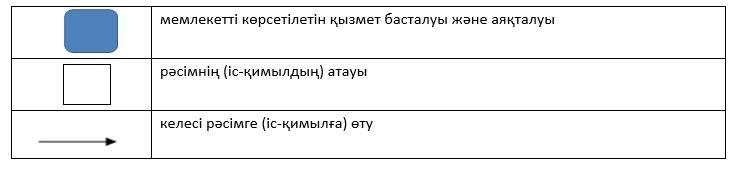 мемлекетті көрсетілетін қызмет басталуы және аяқталуы
рәсімнің (іс-қимылдың) атауы
келесі рәсімге (іс-қимылға) өту